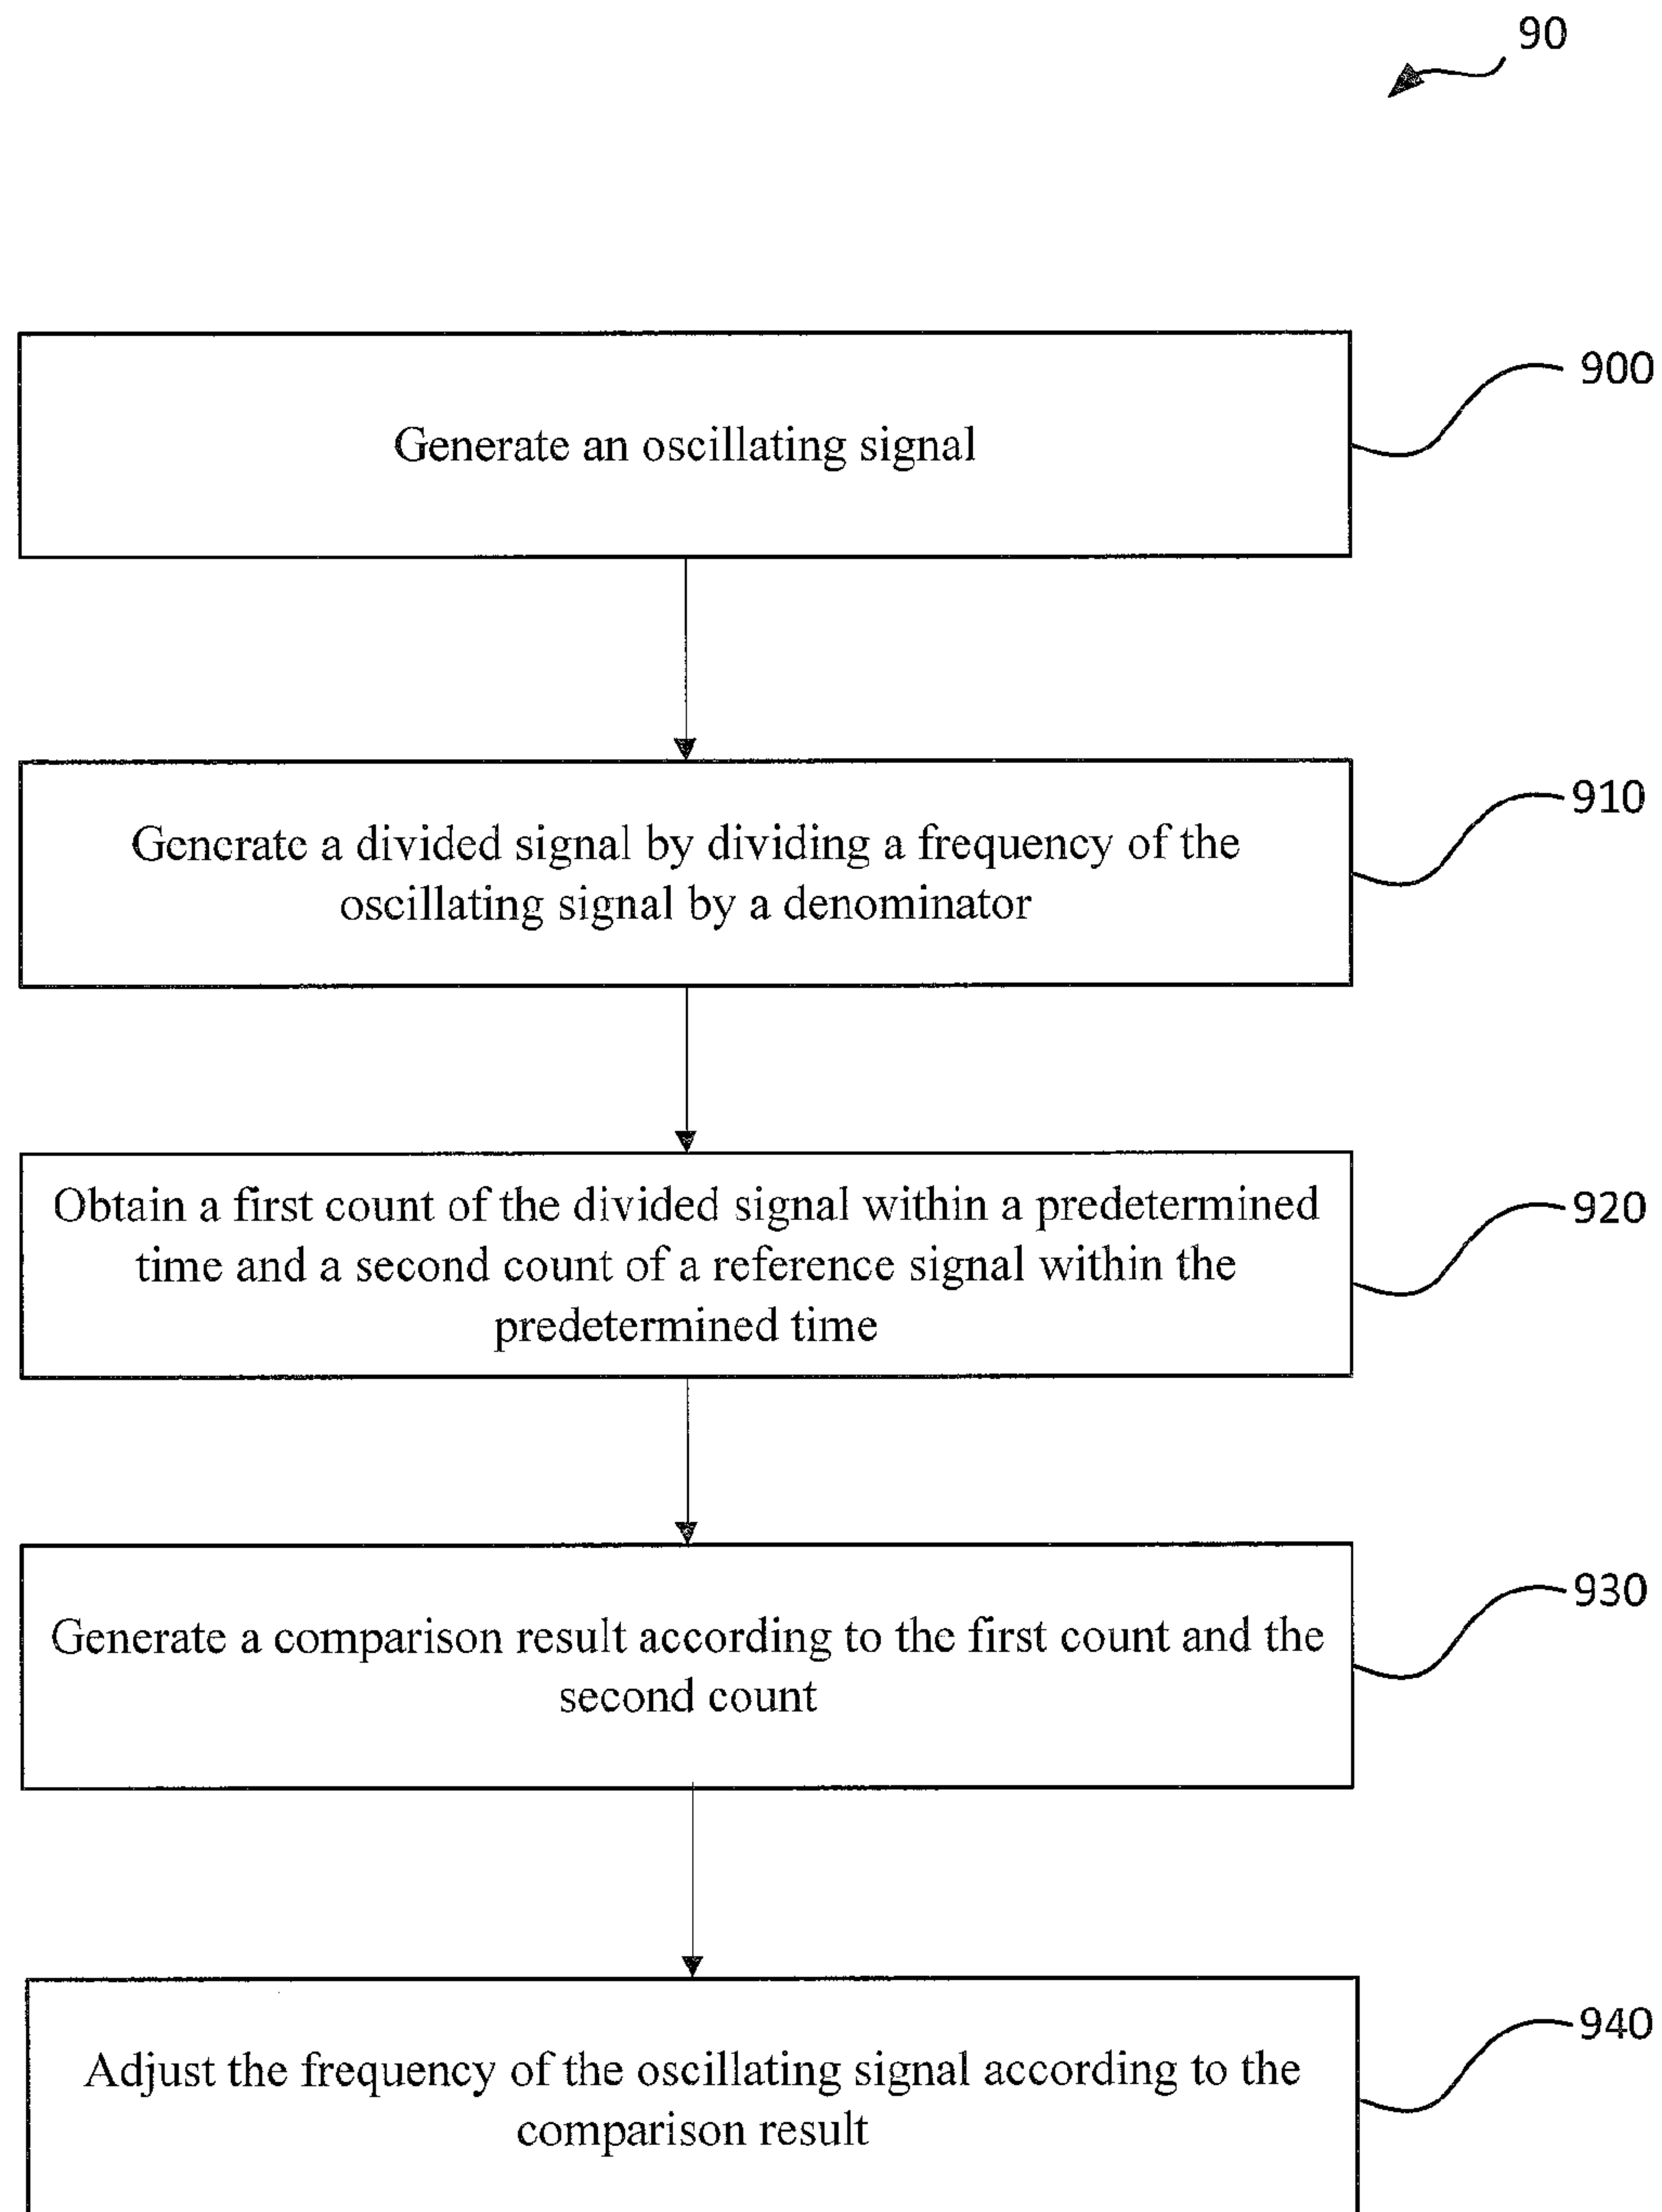 90
900
Generate an oscillating signal
910
Generate a divided signal by dividing a frequency of the
oscillating signal by a denominator
920
Obtain a first count of the divided signal within a predetermined
time and a second count of a reference signal within the
predetermined time
930
Generate a comparison result according to the first count and the
second count
940
Adjust the frequency of the oscillating signal according to the
comparison result